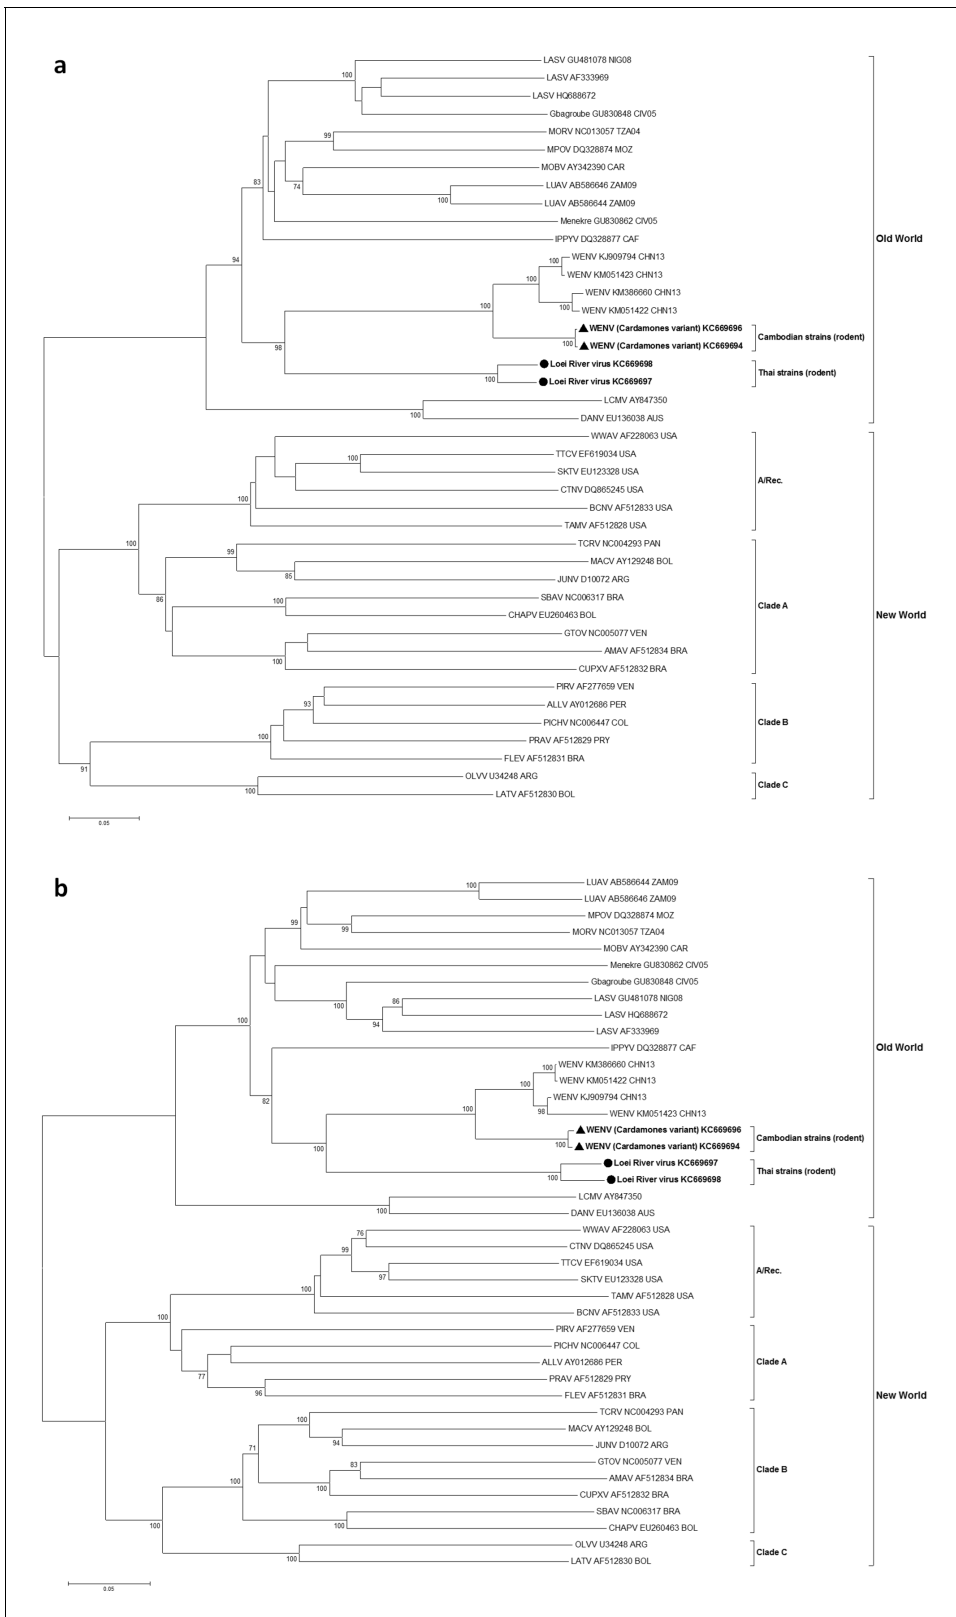 a
100
LASV GU481078 NIG08
LASV AF333969
LASV HQ688672
Gbagroube GU830848 CIV05
99
MORV NC013057 TZA04
MPOV DQ328874 MOZ
83
MOBV AY342390 CAR
74
LUAV AB586646 ZAM09
100
LUAV AB586644 ZAM09
Menekre GU830862 CIV05
IPPYV DQ328877 CAF
Old World
94
100
WENV KJ909794 CHN13
100
WENV KM051423 CHN13
WENV KM386660 CHN13
100
100
WENV KM051422 CHN13
WENV (Cardamones variant) KC669696
100
WENV (Cardamones variant) KC669694
Cambodian strains (rodent)
98
Loei River virus KC669698
100
Loei River virus KC669697
Thai strains (rodent)
LCMV AY847350
100
DANV EU136038 AUS
WWAV AF228063 USA
100
TTCV EF619034 USA
SKTV EU123328 USA
A/Rec.
100
CTNV DQ865245 USA
BCNV AF512833 USA
TAMV AF512828 USA
100
99
TCRV NC004293 PAN
MACV AY129248 BOL
85
JUNV D10072 ARG
86
100
SBAV NC006317 BRA
Clade A
CHAPV EU260463 BOL
New World
GTOV NC005077 VEN
AMAV AF512834 BRA
100
CUPXV AF512832 BRA
PIRV AF277659 VEN
93
ALLV AY012686 PER
PICHV NC006447 COL
Clade B
100
PRAV AF512829 PRY
FLEV AF512831 BRA
91
OLVV U34248 ARG
100
LATV AF512830 BOL
Clade C
0.05
b
100
LUAV AB586644 ZAM09
LUAV AB586646 ZAM09
99
MPOV DQ328874 MOZ
99
MORV NC013057 TZA04
MOBV AY342390 CAR
Menekre GU830862 CIV05
Gbagroube GU830848 CIV05
100
86
LASV GU481078 NIG08
LASV HQ688672
94
LASV AF333969
100
IPPYV DQ328877 CAF
Old World
100
WENV KM386660 CHN13
100
WENV KM051422 CHN13
100
WENV KJ909794 CHN13
98
WENV KM051423 CHN13
82
WENV (Cardamones variant) KC669696
100
WENV (Cardamones variant) KC669694
Cambodian strains (rodent)
Loei River virus KC669697
100
Loei River virus KC669698
Thai strains (rodent)
LCMV AY847350
100
DANV EU136038 AUS
76
WWAV AF228063 USA
99
CTNV DQ865245 USA
TTCV EF619034 USA
97
SKTV EU123328 USA
A/Rec.
100
TAMV AF512828 USA
BCNV AF512833 USA
100
PIRV AF277659 VEN
PICHV NC006447 COL
77
ALLV AY012686 PER
Clade A
PRAV AF512829 PRY
96
FLEV AF512831 BRA
New World
100
TCRV NC004293 PAN
MACV AY129248 BOL
94
JUNV D10072 ARG
71
83
GTOV NC005077 VEN
Clade B
100
AMAV AF512834 BRA
100
CUPXV AF512832 BRA
SBAV NC006317 BRA
100
CHAPV EU260463 BOL
100
OLVV U34248 ARG
100
LATV AF512830 BOL
Clade C
0.05